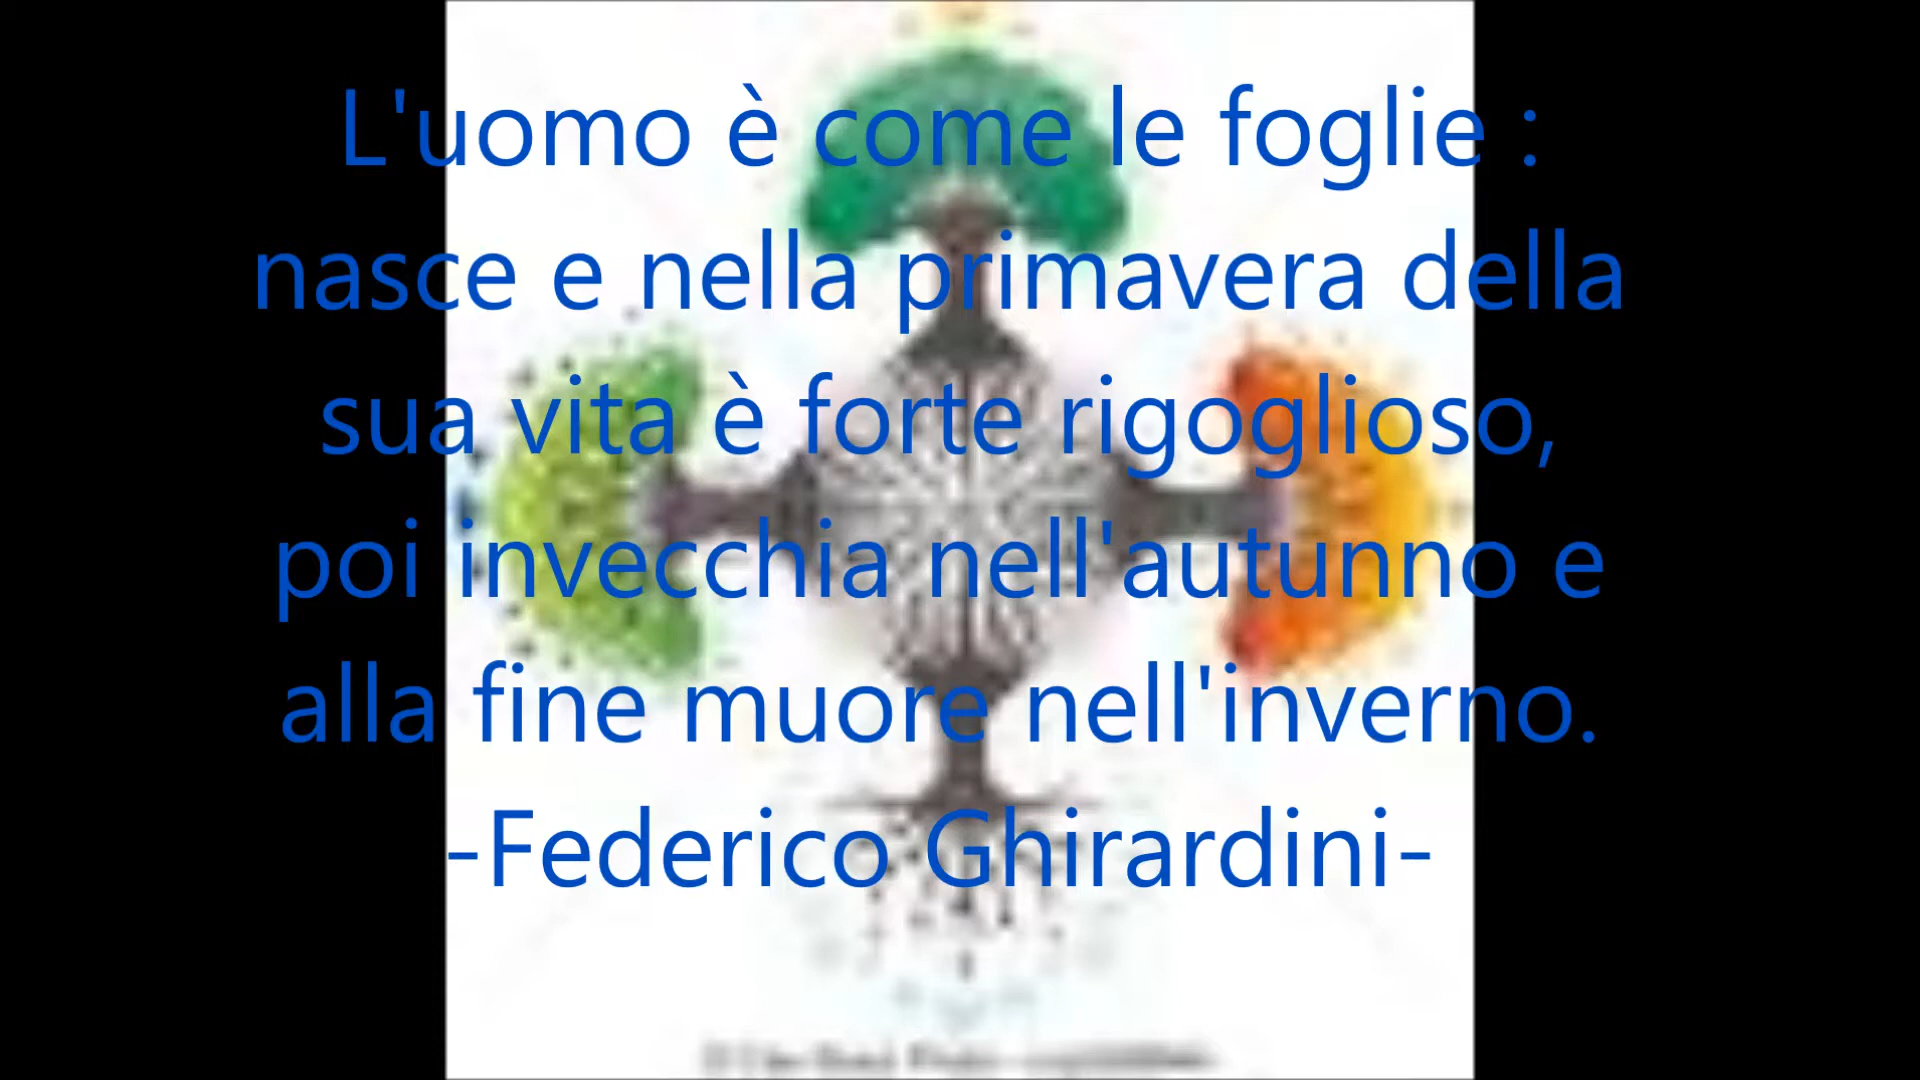 L'uomo è come le foglie :
nasce e nella primavera della
sua vita è forte rigoglioso,
poi invecchia nell'autunno e
alla fine muore nell'inverno.
-Federico Ghirardini-